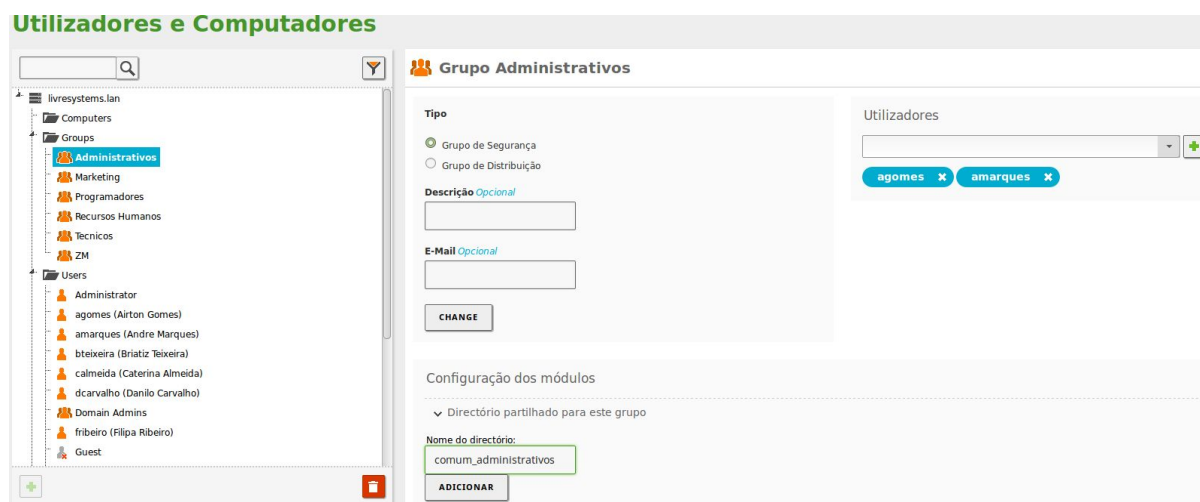 Utilizadores e Computadores
livresystems.lan
Computers
Groups
Administrativos
Marketing
Programadores
Recursos Humanos
Tecnicos
ZM
Users
Administrator
agomes (Airton Gomes)
amarques (Andre Marques)
bteixeira (Briatiz Teixeira)
calmeida (Caterina Almeida)
dcarvalho (Danilo Carvalho)
Domain Admins
fribeiro (Filipa Ribeiro)
Guest
Grupo Administrativos
Tipo
Grupo de Segurança
Grupo de Distribuição
Descrição Opcional
E-Mail Opcional
CHANGE
Utilizadores
agomes x amarques x
Configuração dos módulos
Directório partilhado para este grupo
Nome do directório:
comum_administrativos
ADICIONAR